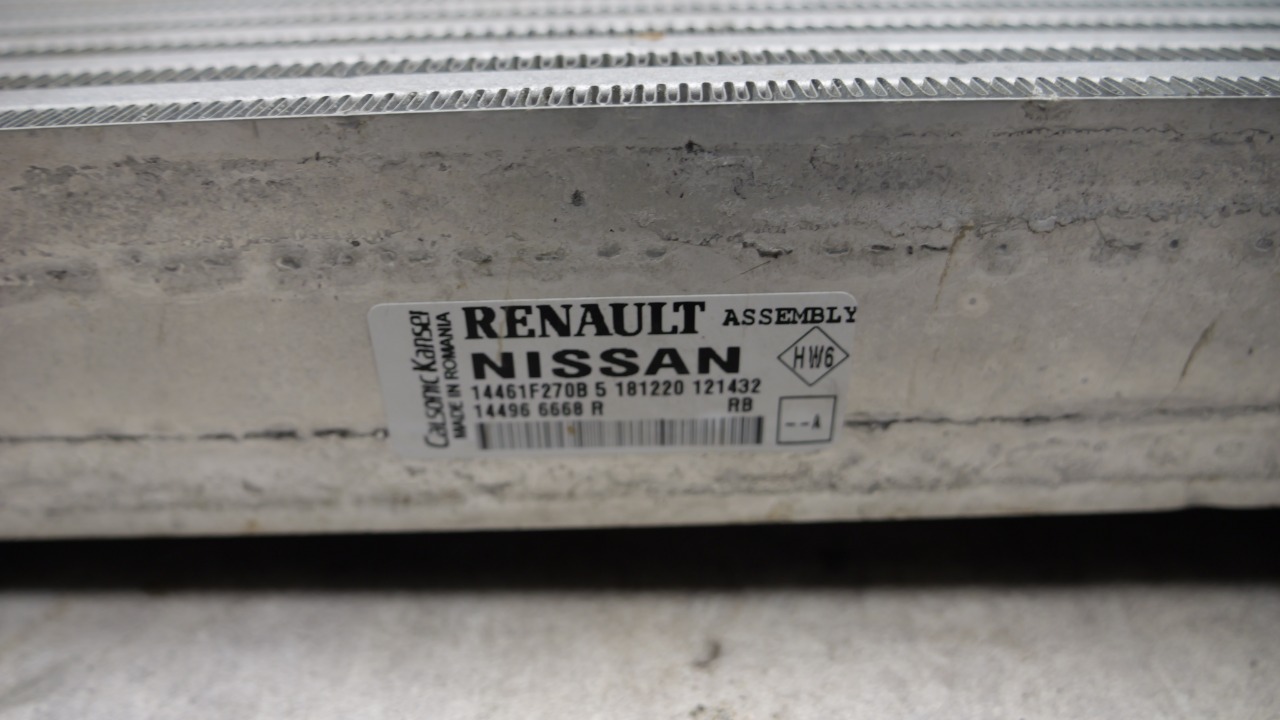 Calsonic Kansei
MADE IN ROMANIA
RENAULT ASSEMBLY
NISSAN
HW6
14461F270B 5 181220 121432
14496 6668 R RB
--A